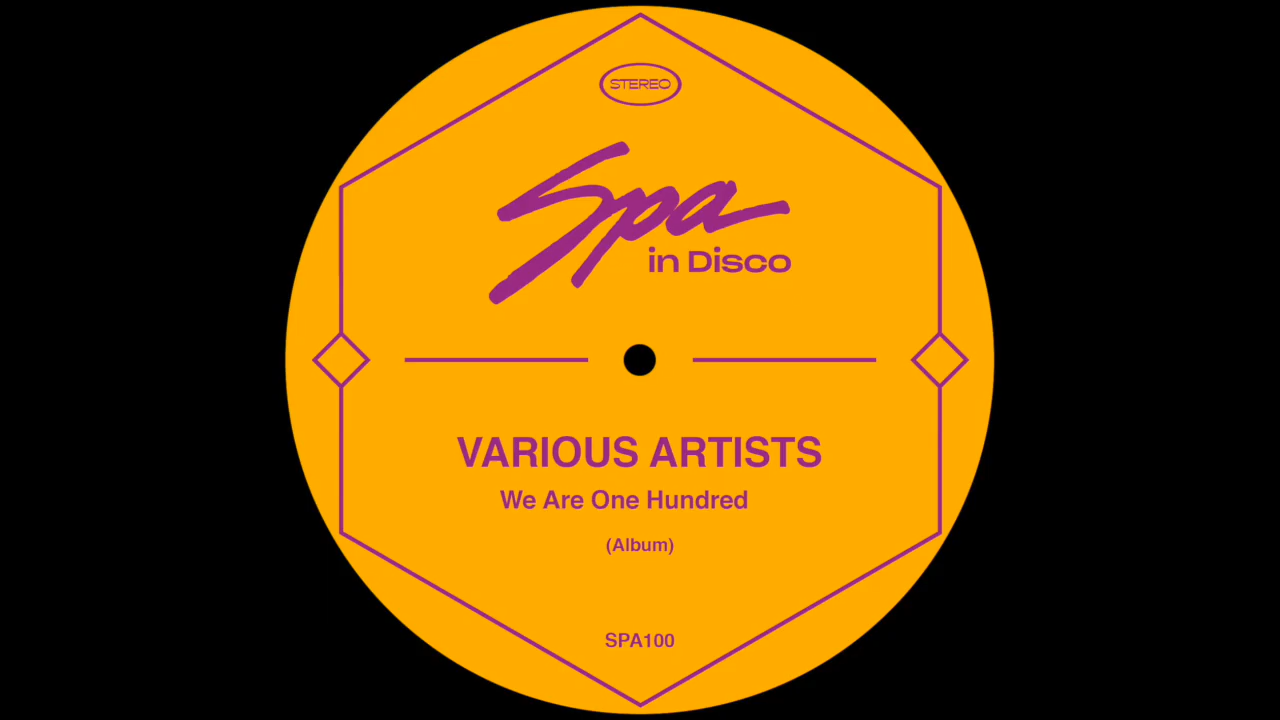 STEREO
Spa
in Disco
VARIOUS ARTISTS
We Are One Hundred
(Album)
SPA100